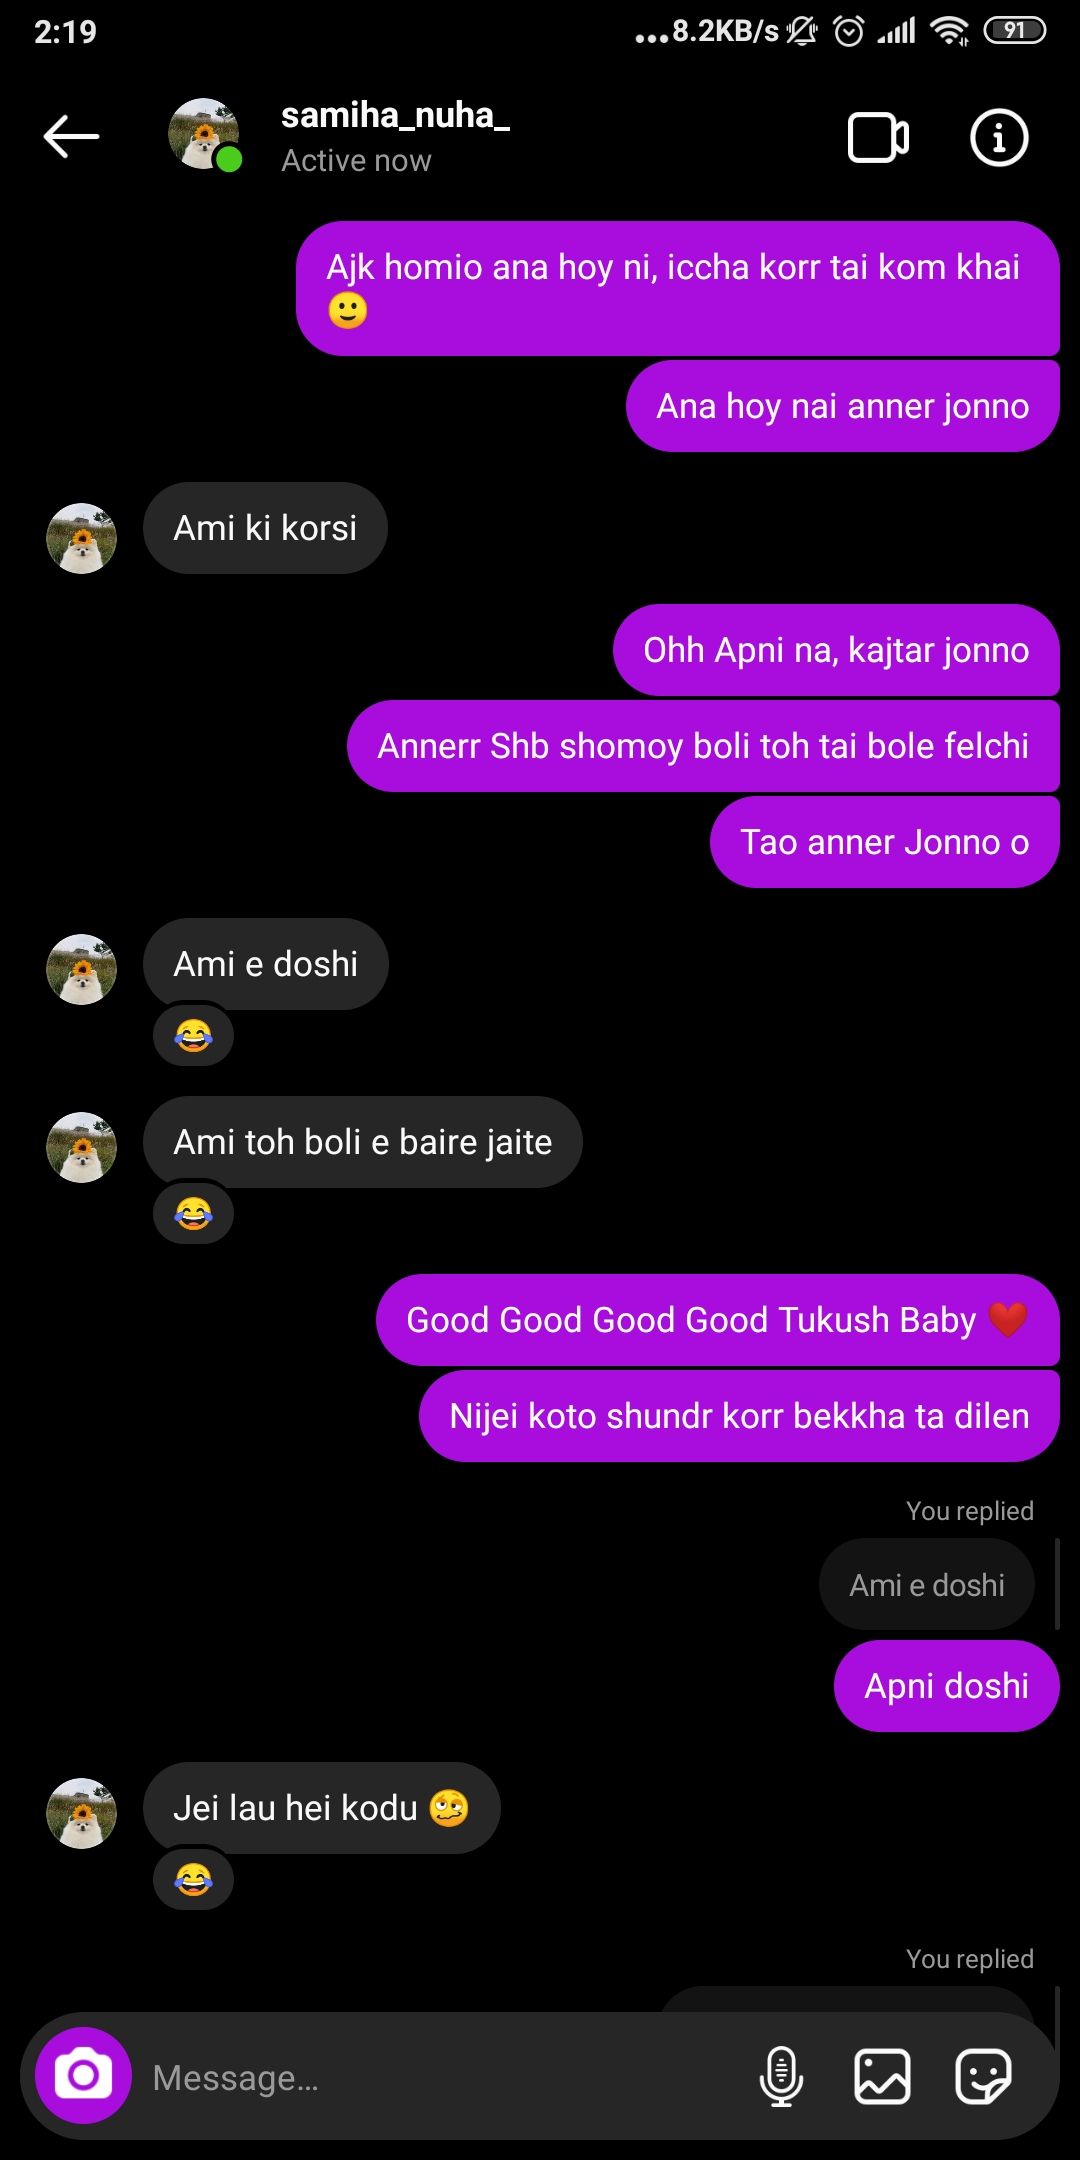 2:19
...8.2KB/s
91
samiha_nuha_
Active now
Ajk homio ana hoy ni, iccha korr tai kom khai
🙂
Ana hoy nai anner jonno
Ami ki korsi
Ohh Apni na, kajtar jonno
Annerr Shb shomoy boli toh tai bole felchi
Tao anner Jonno o
Ami e doshi
😂
Ami toh boli e baire jaite
😂
Good Good Good Good Tukush Baby ❤️
Nijei koto shundr korr bekkha ta dilen
You replied
Ami e doshi
Apni doshi
Jei lau hei kodu 🥴
😂
You replied
Message...